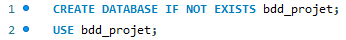 1 CREATE DATABASE IF NOT EXISTS bdd_projet;
2 USE bdd_projet;